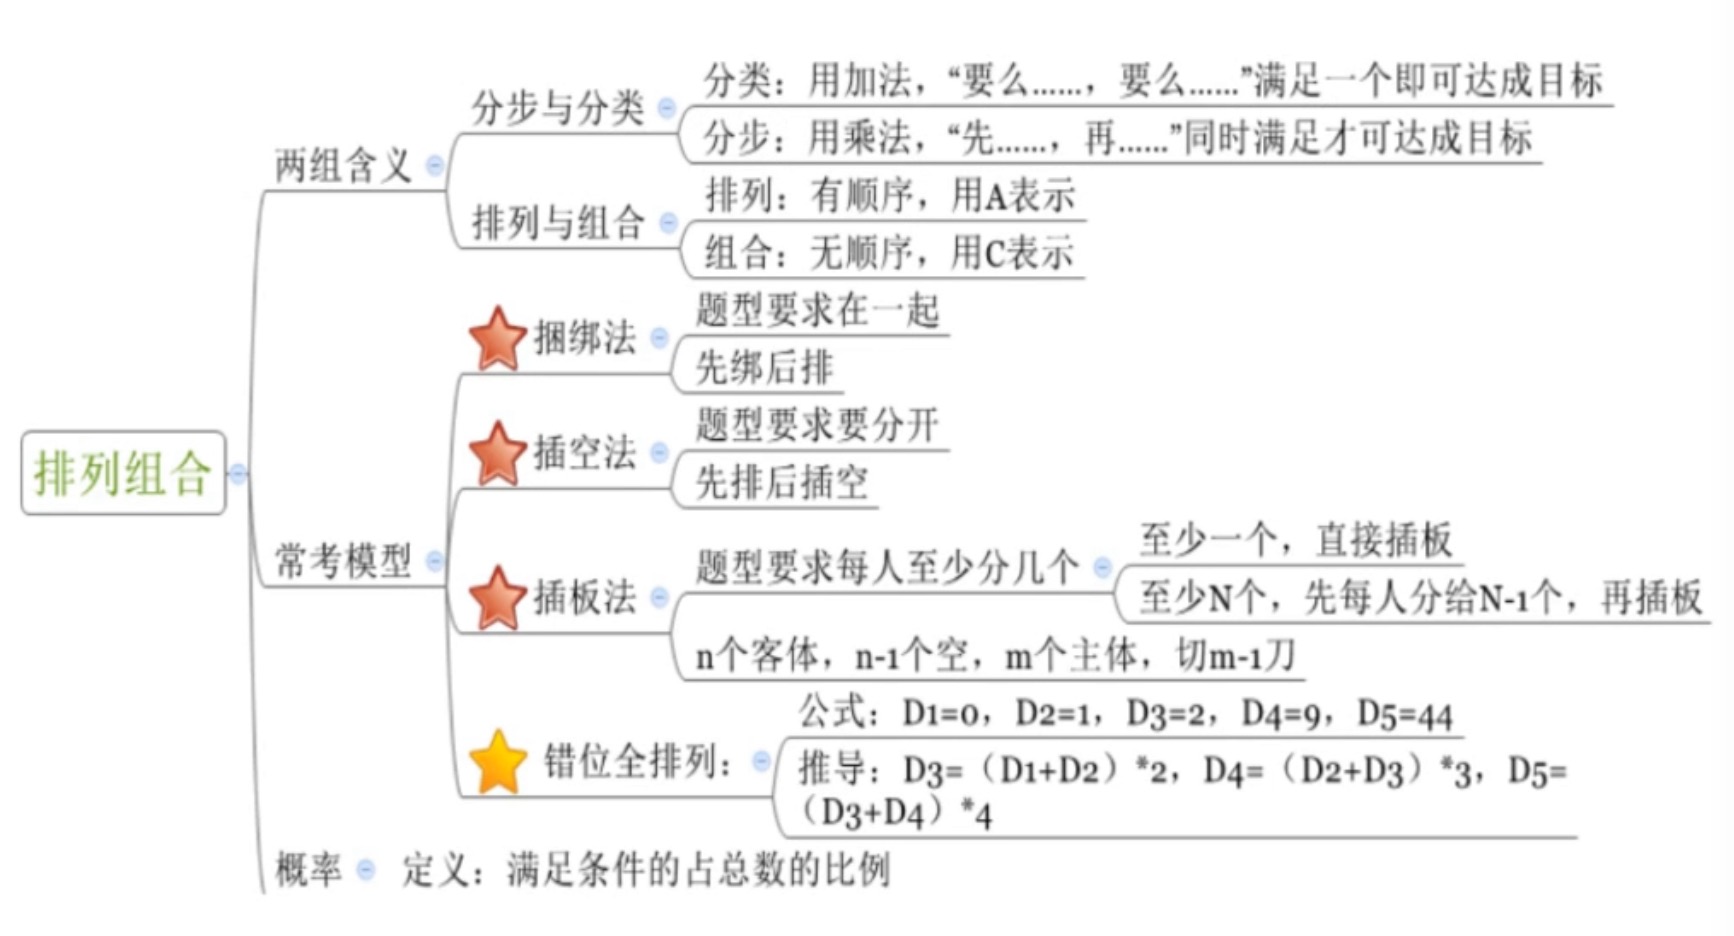 分类：用加法，“要么……，要么……”满足一个即可达成目标
分步与分类
分步：用乘法，“先……，再……”同时满足才可达成目标
两组含义
排列：有顺序，用A表示
排列与组合
组合：无顺序，用C表示
题型要求在一起
捆绑法
先绑后排
题型要求要分开
插空法
先排后插空
排列组合
常考模型
至少一个，直接插板
题型要求每人至少分几个
至少N个，先每人分给N-1个，再插板
插板法
n个客体，n-1个空，m个主体，切m-1刀
公式：D1=0，D2=1，D3=2，D4=9，D5=44
错位全排列：
推导：D3=（D1+D2）*2，D4=（D2+D3）*3，D5=
（D3+D4）*4
概率
定义：满足条件的占总数的比例